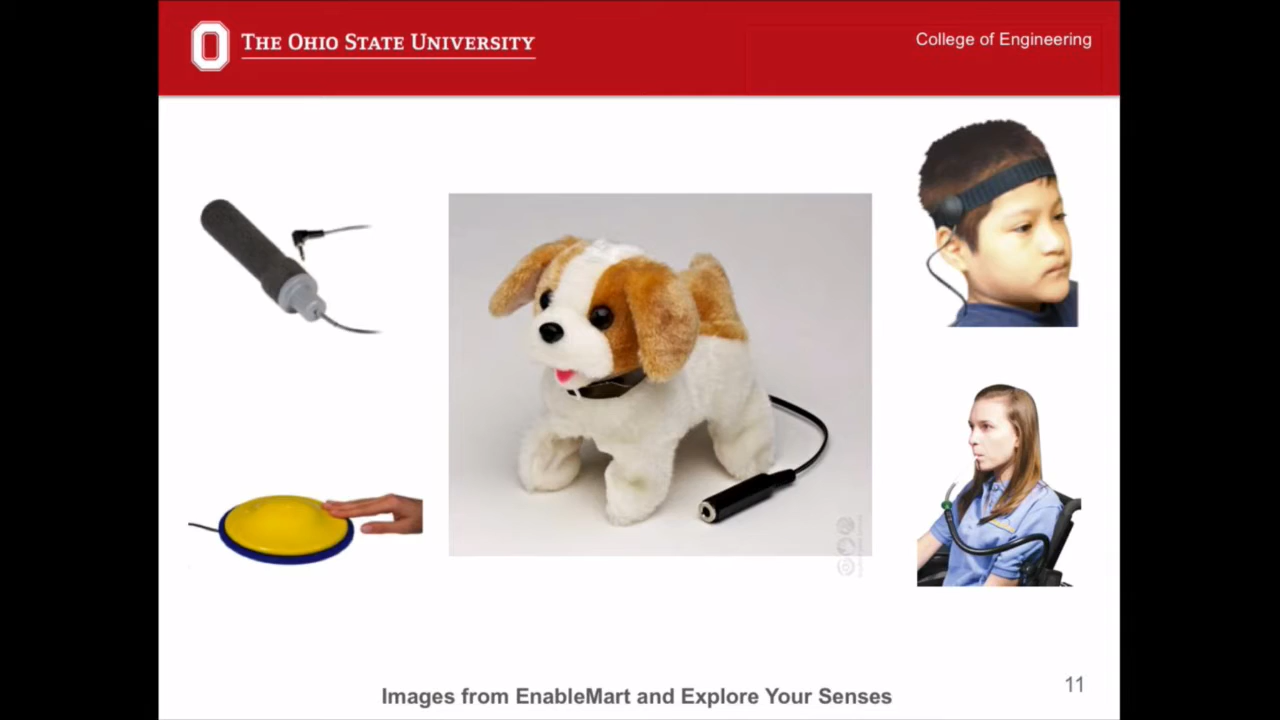 THE OHIO STATE UNIVERSITY
College of Engineering
Images from EnableMart and Explore Your Senses
11